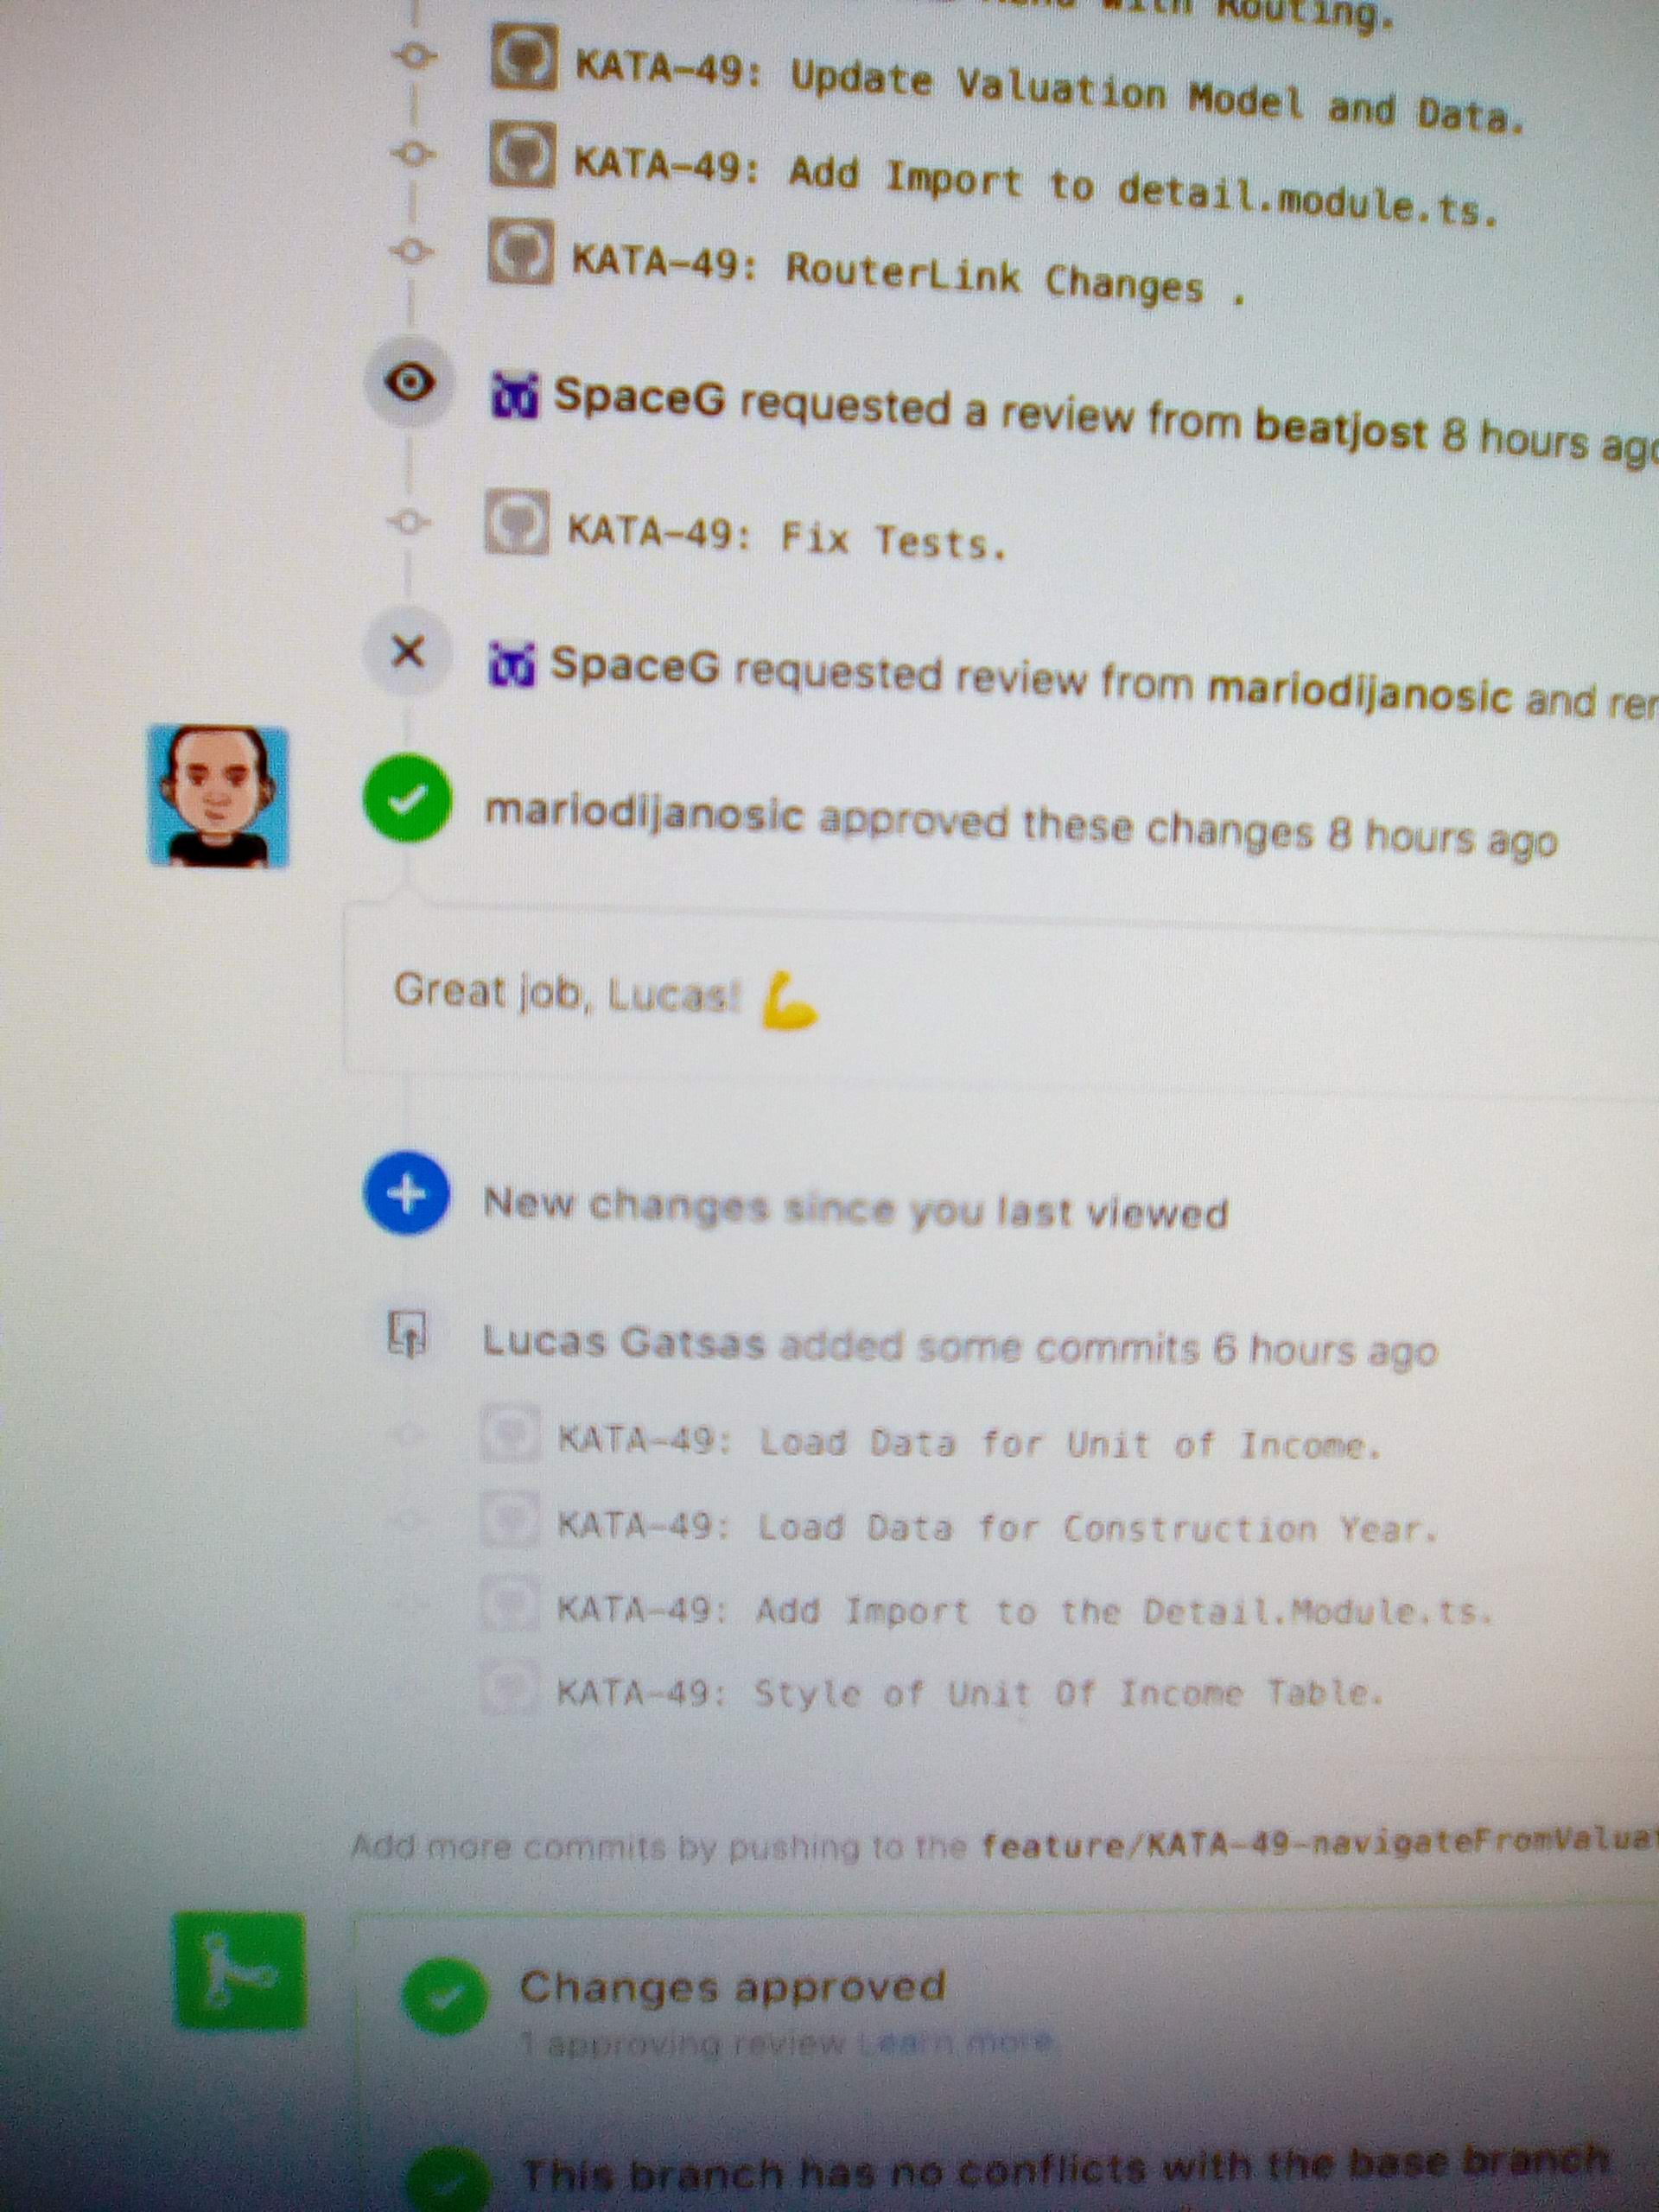 with Routing.
KATA-49: Update Valuation Model and Data.
KATA-49: Add Import to detail.module.ts.
KATA-49: RouterLink Changes .
SpaceG requested a review from beatjost 8 hours ago
KATA-49: Fix Tests.
SpaceG requested review from mariodijanosic and
mariodijanosic approved these changes 8 hours ago
Great job, Lucas! 💪
New changes since you last viewed
Lucas Gatsas added some commits 6 hours ago
KATA-49: Load Data for Unit of Income.
KATA-49: Load Data for Construction Year.
KATA-49: Add Import to the Detail.Module.ts.
KATA-49: Style of Unit Of Income Table.
Add more commits by pushing to the feature/KATA-49-navigateFromValua
Changes approved
1 approving review Learn more.
This branch has no conflicts with the base branch